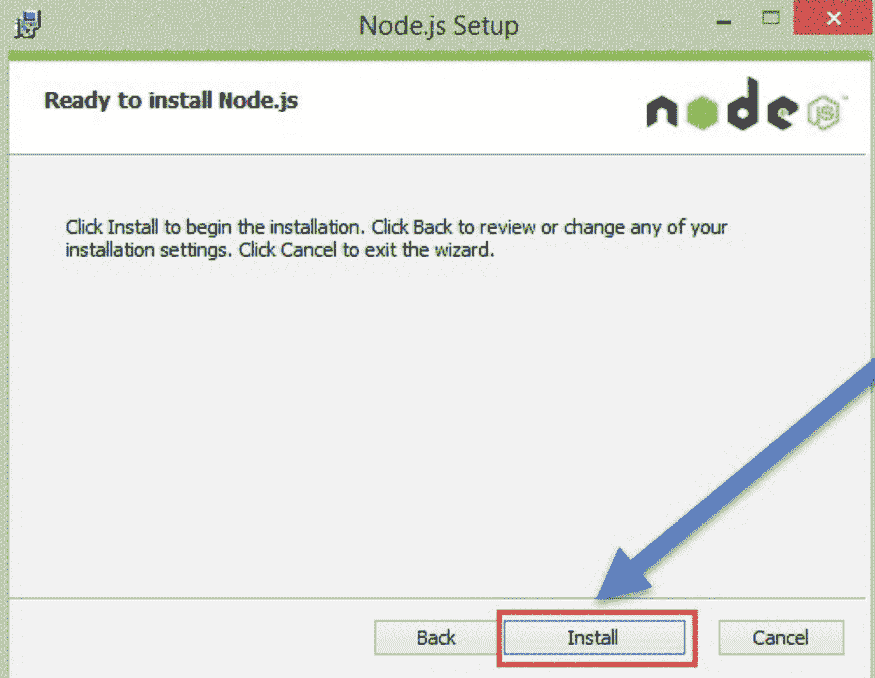 Node.js Setup
Ready to install Node.js
node JS
Click Install to begin the installation. Click Back to review or change any of your
installation settings. Click Cancel to exit the wizard.
Back
Install
Cancel